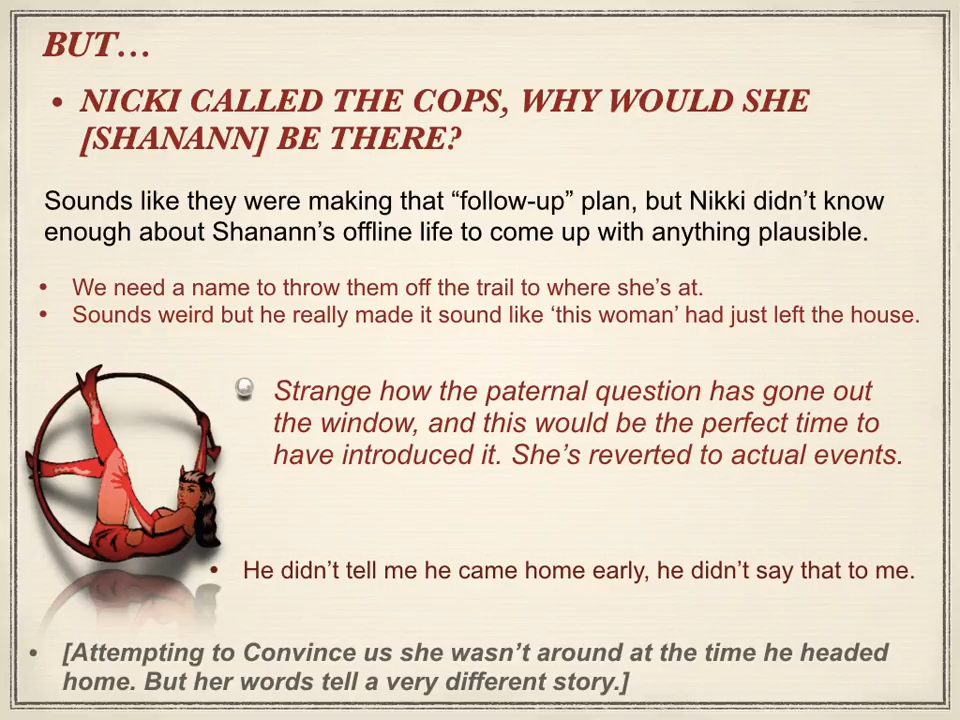 BUT…
• NICKI CALLED THE COPS, WHY WOULD SHE
[SHANANN] BE THERE?
Sounds like they were making that “follow-up” plan, but Nikki didn’t know
enough about Shanann’s offline life to come up with anything plausible.
• We need a name to throw them off the trail to where she’s at.
• Sounds weird but he really made it sound like ‘this woman’ had just left the house.
Strange how the paternal question has gone out
the window, and this would be the perfect time to
have introduced it. She’s reverted to actual events.
• He didn’t tell me he came home early, he didn’t say that to me.
• [Attempting to Convince us she wasn’t around at the time he headed
home. But her words tell a very different story.]